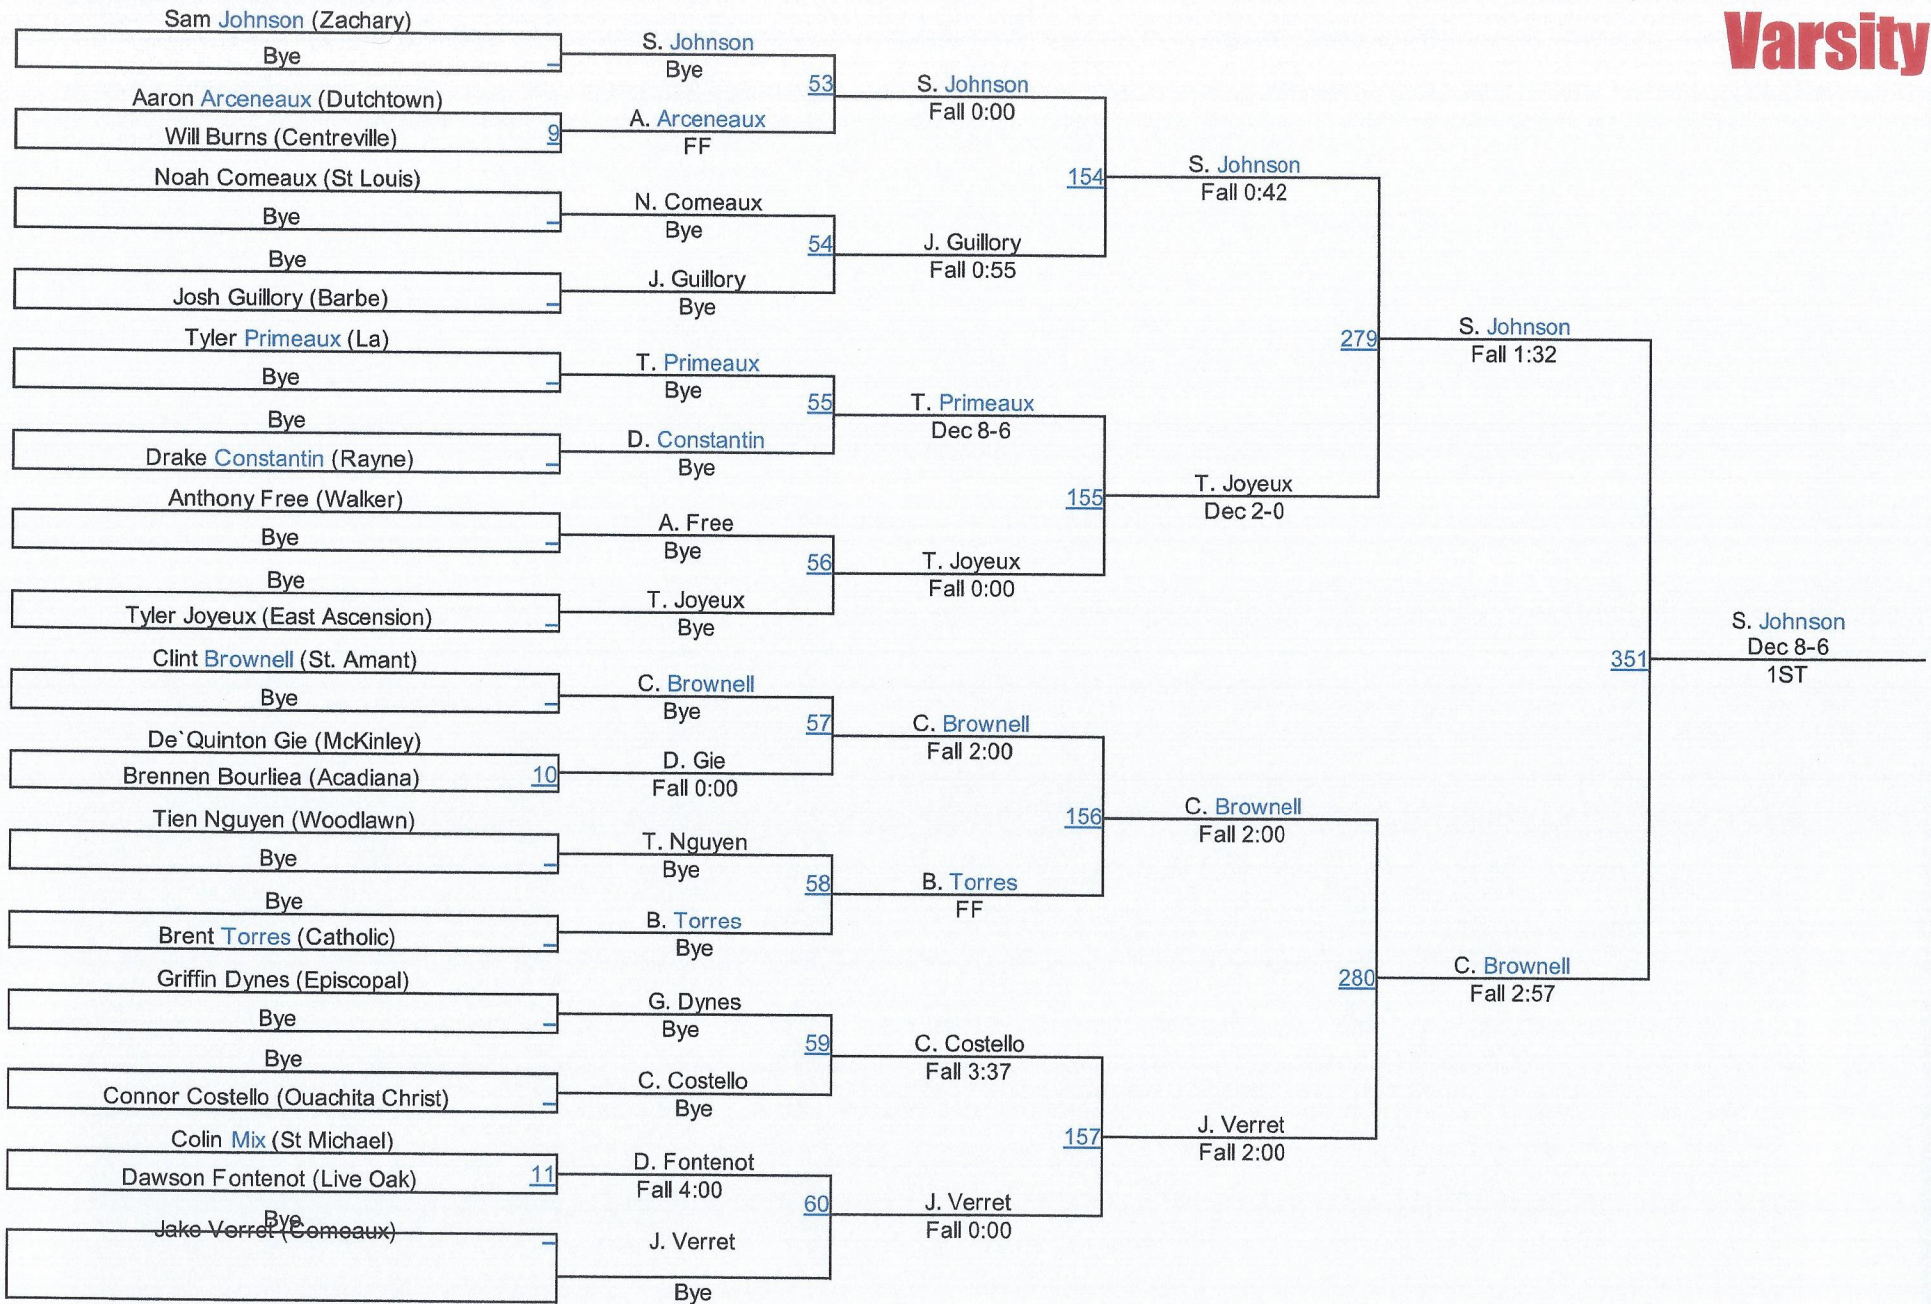 Varsity
Sam Johnson (Zachary)
Bye
Aaron Arceneaux (Dutchtown)
Will Burns (Centreville)
9
Noah Comeaux (St Louis)
Bye
Bye
Josh Guillory (Barbe)
Tyler Primeaux (La)
Bye
Bye
Drake Constantin (Rayne)
Anthony Free (Walker)
Bye
Bye
Tyler Joyeux (East Ascension)
Clint Brownell (St. Amant)
Bye
De`Quinton Gie (McKinley)
Brennen Bourliea (Acadiana)
10
Tien Nguyen (Woodlawn)
Bye
Bye
Brent Torres (Catholic)
Griffin Dynes (Episcopal)
Bye
Bye
Connor Costello (Ouachita Christ)
Colin Mix (St Michael)
Dawson Fontenot (Live Oak)
11
Bye
Jake Verret (Comeaux)
S. Johnson
Bye
53
A. Arceneaux
FF
N. Comeaux
Bye
54
J. Guillory
Bye
T. Primeaux
Bye
55
D. Constantin
Bye
A. Free
Bye
56
T. Joyeux
Bye
C. Brownell
Bye
57
D. Gie
Fall 0:00
T. Nguyen
Bye
58
B. Torres
Bye
G. Dynes
Bye
59
C. Costello
Bye
D. Fontenot
Fall 4:00
60
J. Verret
Bye
S. Johnson
Fall 0:00
154
J. Guillory
Fall 0:55
T. Primeaux
Dec 8-6
155
T. Joyeux
Fall 0:00
C. Brownell
Fall 2:00
156
B. Torres
FF
C. Costello
Fall 3:37
157
J. Verret
Fall 0:00
S. Johnson
Fall 0:42
279
T. Joyeux
Dec 2-0
C. Brownell
Fall 2:00
280
J. Verret
Fall 2:00
S. Johnson
Fall 1:32
351
C. Brownell
Fall 2:57
S. Johnson
Dec 8-6
1ST